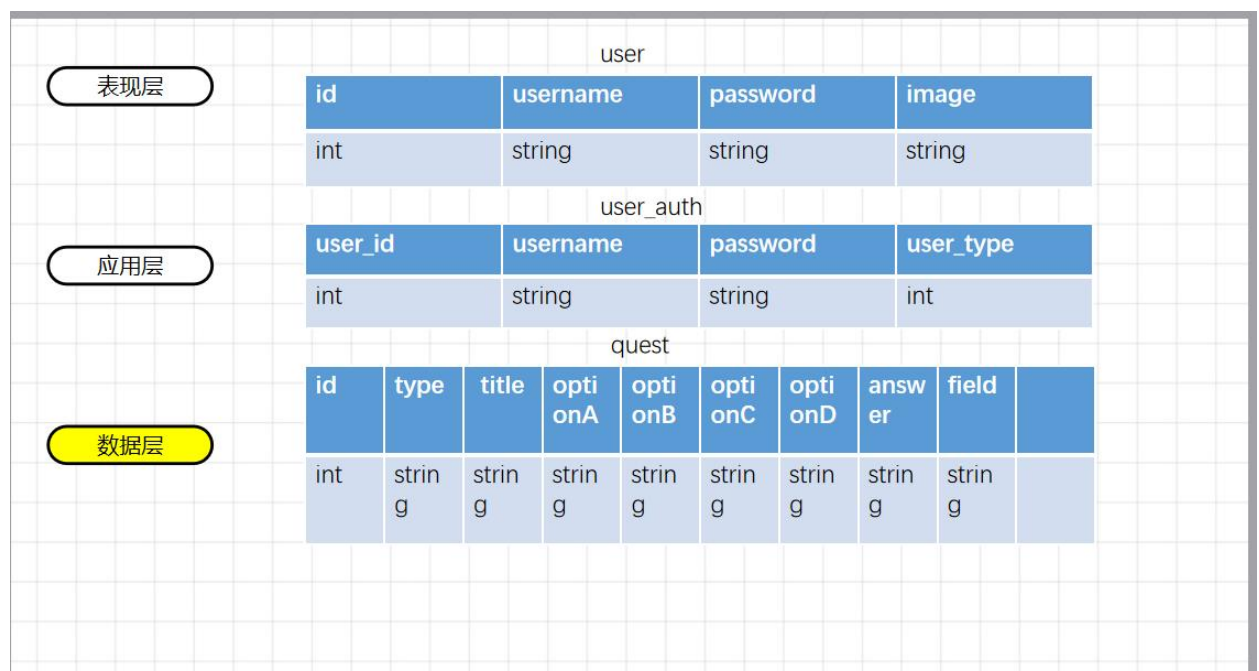 表现层
应用层
数据层
user
id username password image
int string string string
user_auth
user_id username password user_type
int string string int
quest
id type title opti opti opti opti answ field
onA onB onC onD er
int strin strin strin strin strin strin strin strin
g g g g g g g g